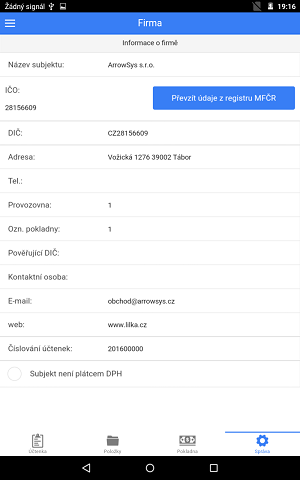 Žádný signál 19:16
Firma
Informace o firmě
Název subjektu: ArrowSys s.r.o.
IČO:
28156609
Převzít údaje z registru MFČR
DIČ: CZ28156609
Adresa: Vožická 1276 39002 Tábor
Tel.:
Provozovna: 1
Ozn. pokladny: 1
Pověřující DIČ:
Kontaktní osoba:
E-mail: obchod@arrowsys.cz
web: www.lilka.cz
Číslování účtenek: 201600000
Subjekt není plátcem DPH
Účtenka Položky Pokladna Správa